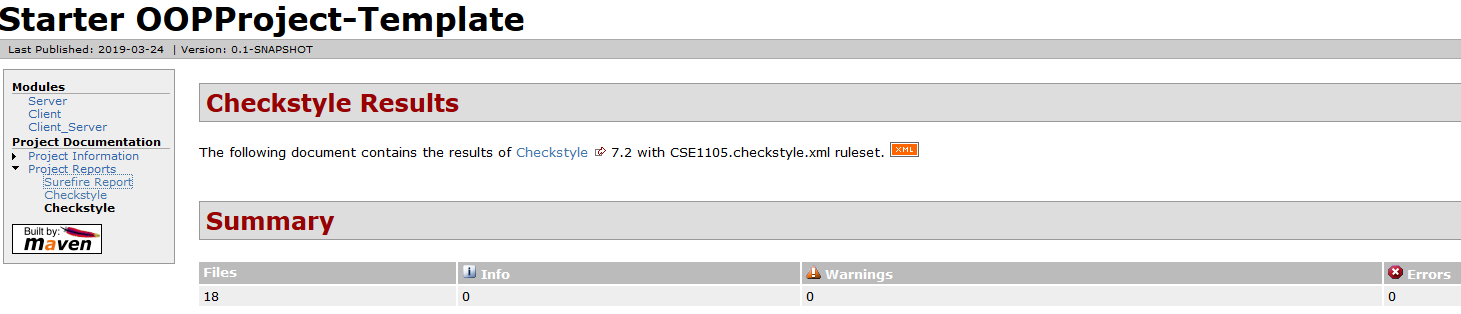 Starter OOPProject-Template
Last Published: 2019-03-24 | Version: 0.1-SNAPSHOT
Modules
Server
Client
Client_Server
Project Documentation
Project Information
Project Reports
Surefire Report
Checkstyle
Checkstyle
Built by:
maven
Checkstyle Results
The following document contains the results of Checkstyle 7.2 with CSE1105.checkstyle.xml ruleset. XML
Summary
Files Info Warnings Errors
18 0 0 0